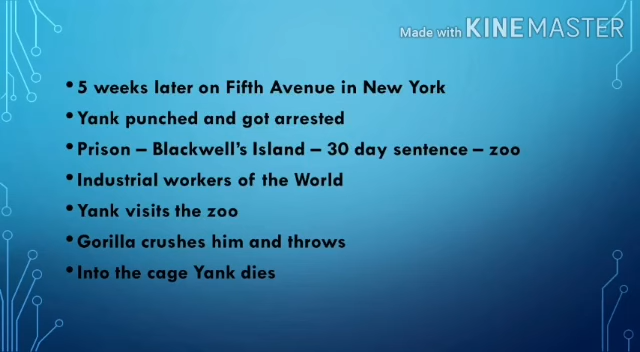 Made with KINEMASTER
• 5 weeks later on Fifth Avenue in New York
• Yank punched and got arrested
• Prison – Blackwell's Island – 30 day sentence – zoo
• Industrial workers of the World
• Yank visits the zoo
• Gorilla crushes him and throws
• Into the cage Yank dies